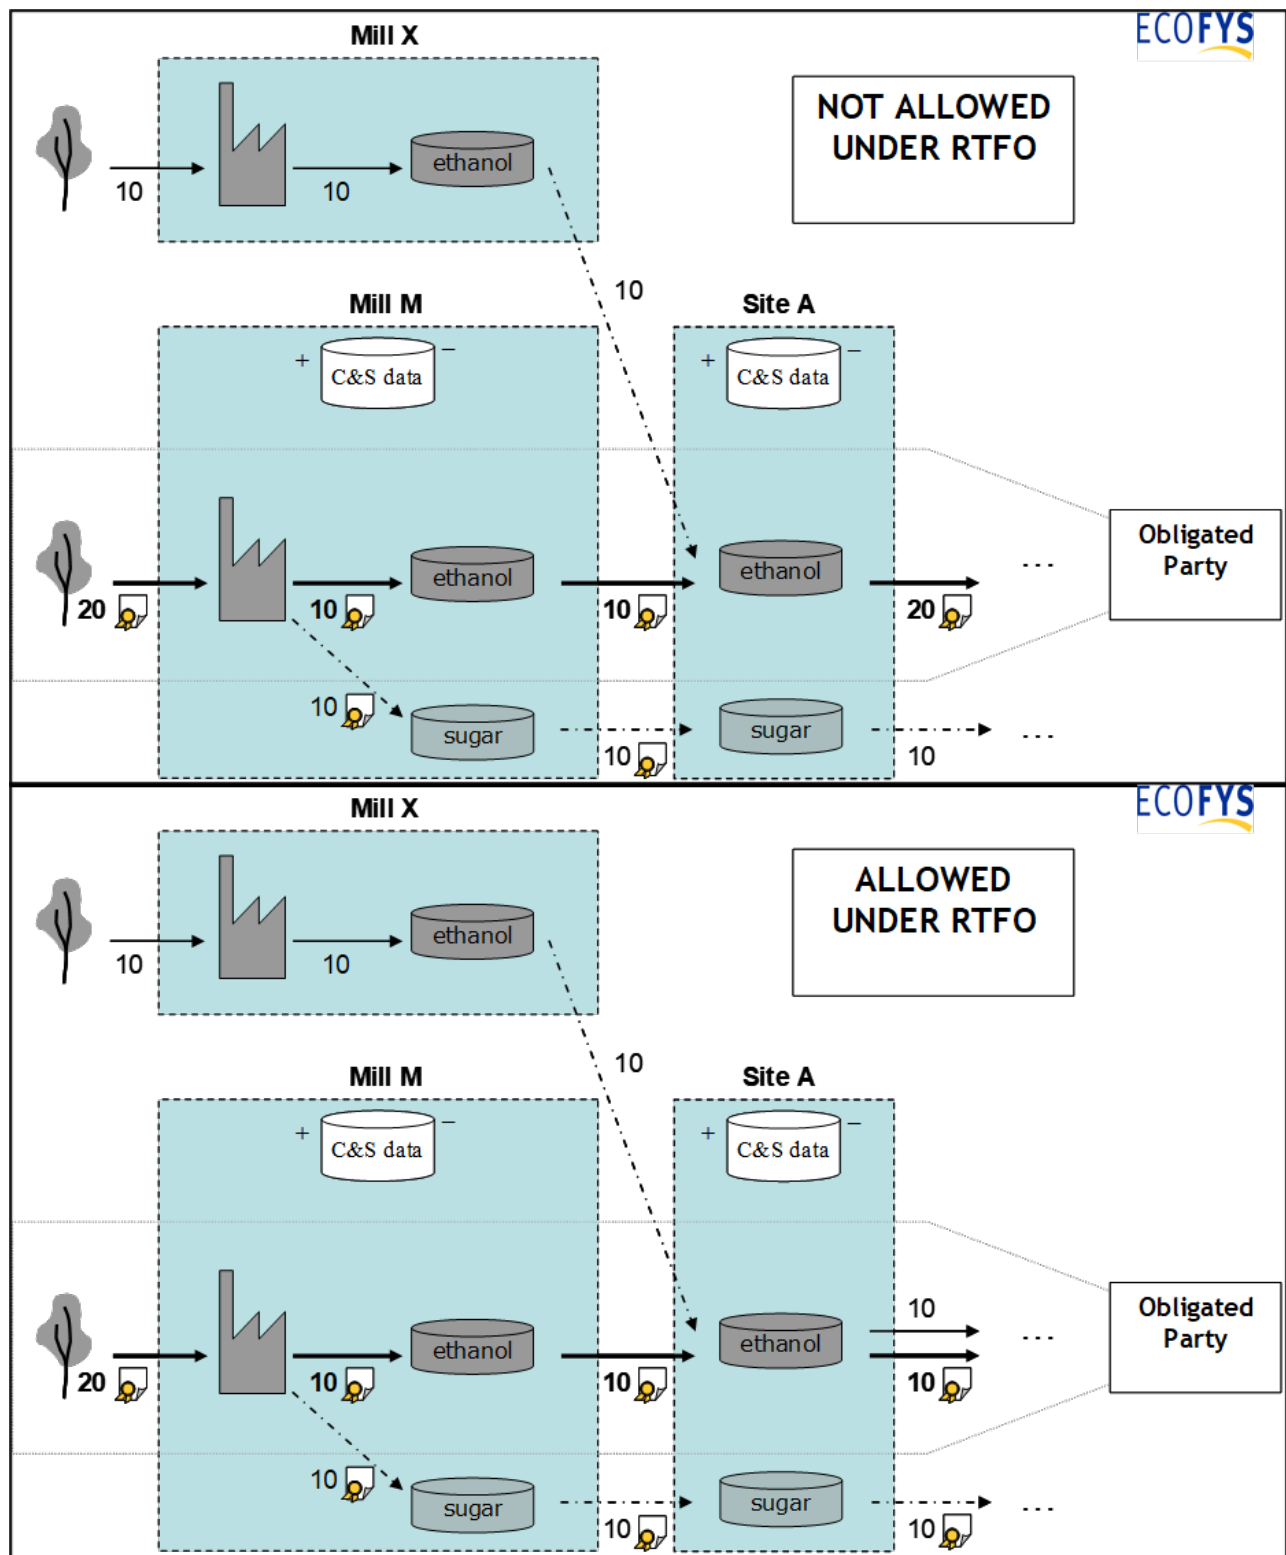 Mill X
ECOFYS
NOT ALLOWED
UNDER RTFO
ethanol
10
10
10
Mill M
Site A
+
–
C&S data
+
–
C&S data
Obligated
Party
ethanol
ethanol
...
20
10
10
20
10
sugar
sugar
10
10
...
Mill X
ECOFYS
ALLOWED
UNDER RTFO
ethanol
10
10
10
Mill M
Site A
+
–
C&S data
+
–
C&S data
Obligated
Party
10
ethanol
ethanol
...
20
10
10
10
10
sugar
sugar
10
10
...